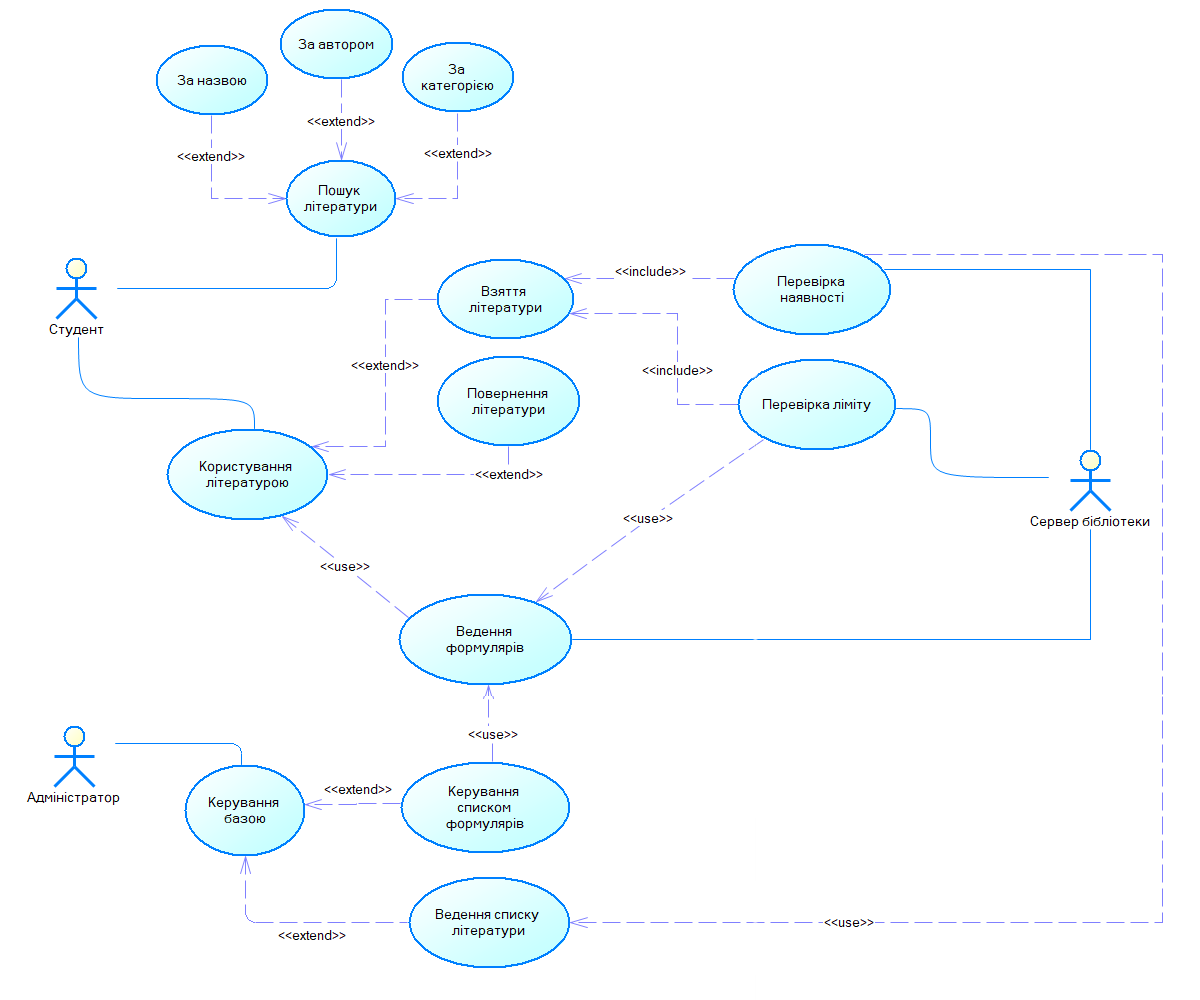 За автором
За назвою
За
категорією
<<extend>>
<<extend>>
<<extend>>
Пошук
літератури
Студент
Взяття
літератури
<<include>>
Перевірка
наявності
<<extend>>
<<include>>
Повернення
літератури
Перевірка ліміту
Користування
літературою
<<extend>>
Сервер бібліотеки
<<use>>
<<use>>
Ведення
формулярів
<<use>>
Адміністратор
Керування
базою
<<extend>>
Керування
списком
формулярів
Ведення списку
літератури
<<extend>>
<<use>>